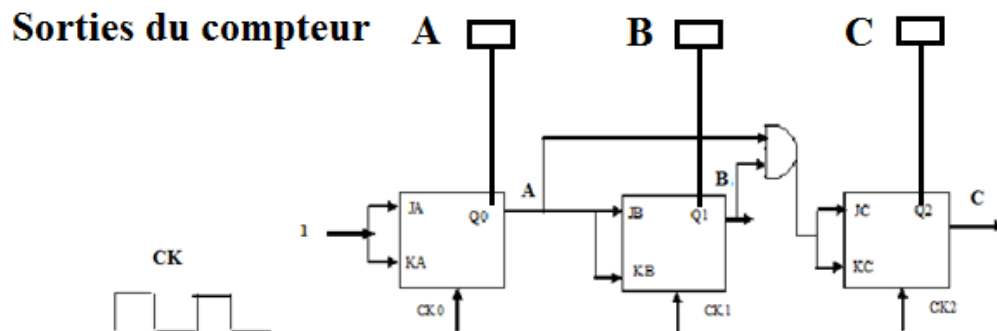 Sorties du compteur A B C
A B C
JA Q0 JB Q1 JC Q2
1
KA KB KC
CK
CK0 CK1 CK2